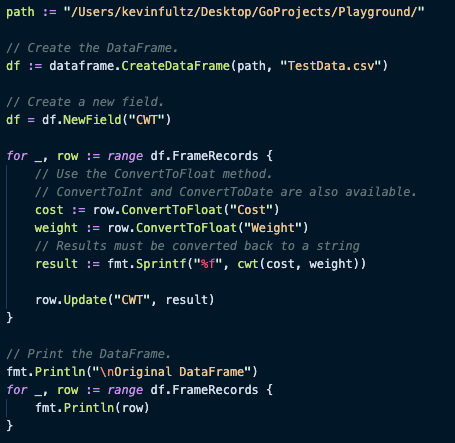 path := "/Users/kevinfultz/Desktop/GoProjects/Playground/"
// Create the DataFrame.
df := dataframe.CreateDataFrame(path, "TestData.csv")
// Create a new field.
df = df.NewField("CWT")
for _, row := range df.FrameRecords {
    // Use the ConvertToFloat method.
    // ConvertToInt and ConvertToDate are also available.
    cost := row.ConvertToFloat("Cost")
    weight := row.ConvertToFloat("Weight")
    // Results must be converted back to a string
    result := fmt.Sprintf("%f", cwt(cost, weight))
    row.Update("CWT", result)
}
// Print the DataFrame.
fmt.Println("\nOriginal DataFrame")
for _, row := range df.FrameRecords {
    fmt.Println(row)
}